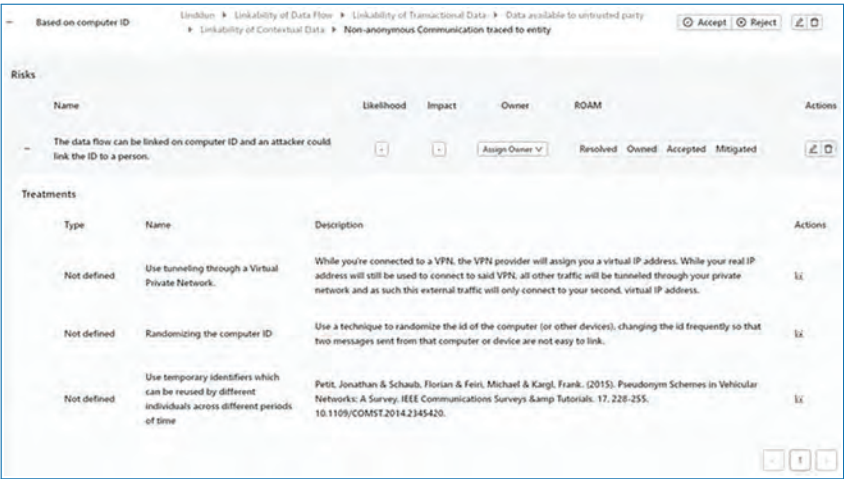 Linddun ▶ Linkability of Data Flow ▶ Linkability of Transactional Data ▶ Data available to untrusted party
− Based on computer ID
▶ Linkability of Contextual Data ▶ Non-anonymous Communication traced to entity
Accept Reject
Risks
Name Likelihood Impact Owner ROAM Actions
− The data flow can be linked on computer ID and an attacker could
link the ID to a person.
- - Assign Owner Resolved Owned Accepted Mitigated
Treatments
Type Name Description Actions
Not defined
Use tunneling through a Virtual
Private Network.
While you're connected to a VPN, the VPN provider will assign you a virtual IP address. While your real IP
address will still be used to connect to said VPN, all other traffic will be tunneled through your private
network and as such this external traffic will only connect to your second, virtual IP address.
Not defined
Randomizing the computer ID
Use a technique to randomize the id of the computer (or other devices), changing the id frequently so that
two messages sent from that computer or device are not easy to link.
Not defined
Use temporary identifiers which
can be reused by different
individuals across different periods
of time
Petit, Jonathan & Schaub, Florian & Feiri, Michael & Kargl, Frank. (2015). Pseudonym Schemes in Vehicular
Networks: A Survey. IEEE Communications Surveys &amp Tutorials. 17. 228-255.
10.1109/COMST.2014.2345420.
< 1 >